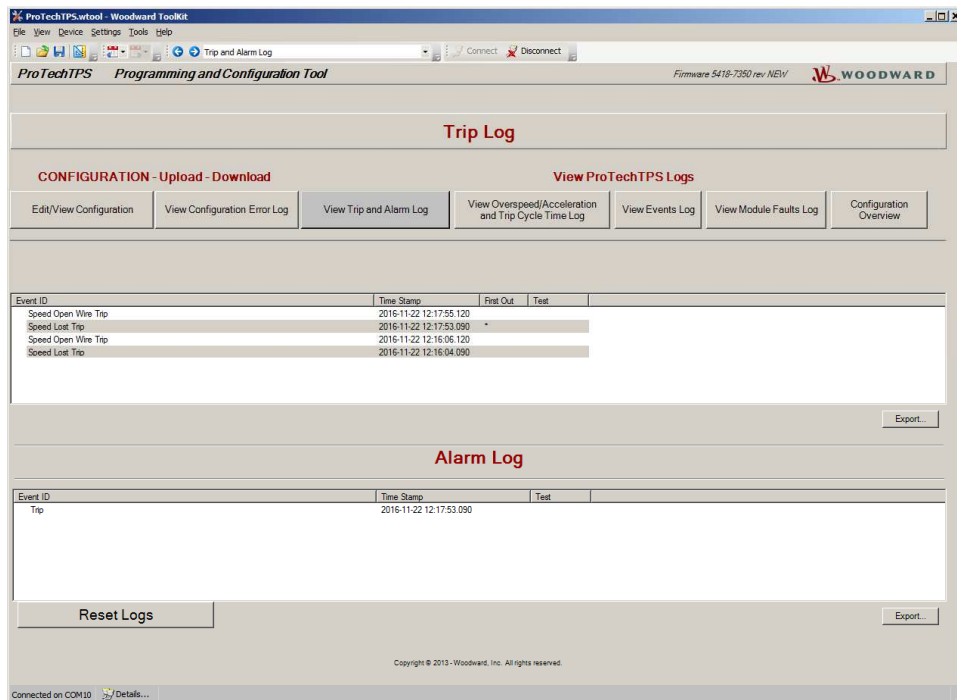 ProTechTPS.wtool - Woodward ToolKit
File View Device Settings Tools Help
Trip and Alarm Log Connect Disconnect
ProTechTPS Programming and Configuration Tool Firmware 5418-7350 rev NEW WOODWARD
Trip Log
CONFIGURATION - Upload - Download View ProTechTPS Logs
Edit/View Configuration View Configuration Error Log View Trip and Alarm Log View Overspeed/Acceleration and Trip Cycle Time Log View Events Log View Module Faults Log Configuration Overview
Event ID Time Stamp First Out Test
Speed Open Wire Trip 2016-11-22 12:17:55.120
Speed Lost Trip 2016-11-22 12:17:53.090 *
Speed Open Wire Trip 2016-11-22 12:16:06.120
Speed Lost Trip 2016-11-22 12:16:04.090
Export...
Alarm Log
Event ID Time Stamp Test
Trip 2016-11-22 12:17:53.090
Reset Logs Export...
Copyright © 2013 - Woodward, Inc. All rights reserved.
Connected on COM10 Details...